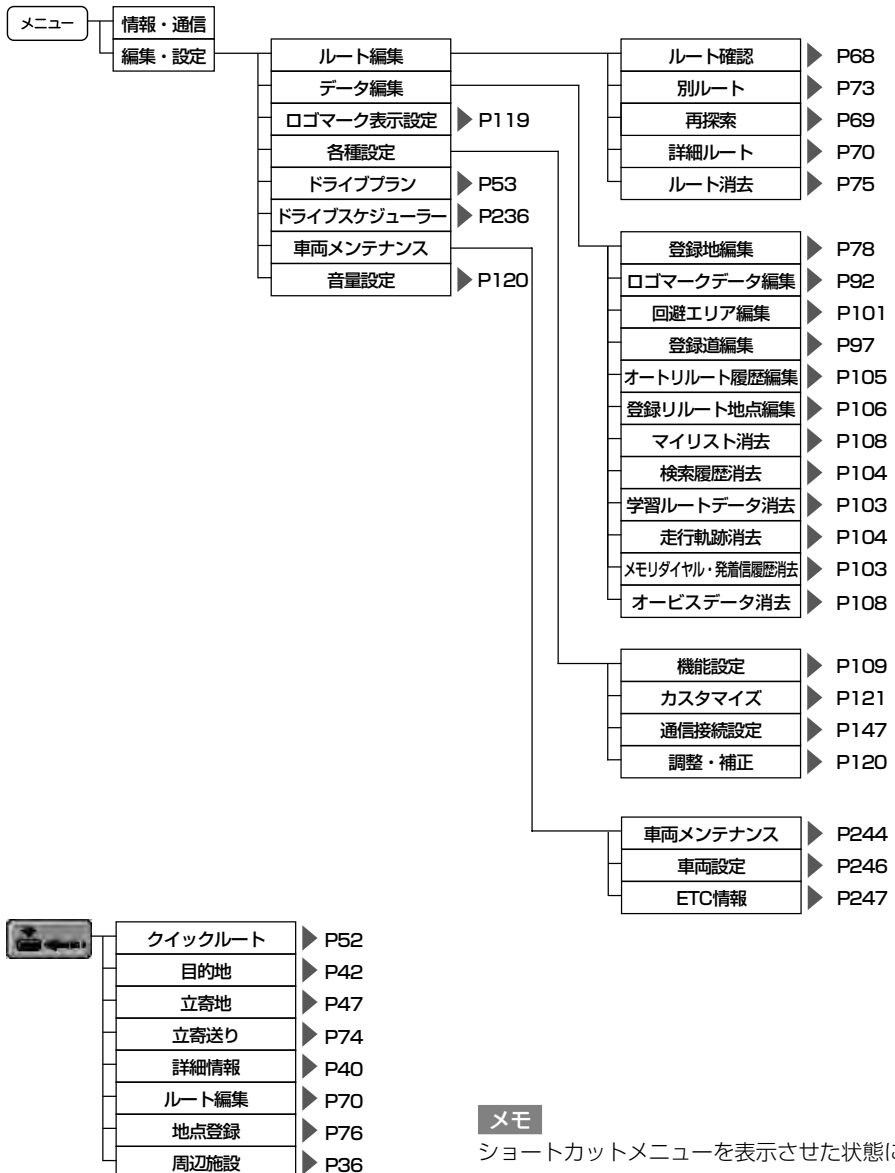 メニュー
情報・通信
編集・設定
ルート編集
データ編集
ロゴマーク表示設定 P119
各種設定
ドライブプラン P53
ドライブスケジューラー P236
車両メンテナンス
音量設定 P120
ルート確認 P68
別ルート P73
再探索 P69
詳細ルート P70
ルート消去 P75
登録地編集 P78
ロゴマークデータ編集 P92
回避エリア編集 P101
登録道編集 P97
オートリルート履歴編集 P105
登録リルート地点編集 P106
マイリスト消去 P108
検索履歴消去 P104
学習ルートデータ消去 P103
走行軌跡消去 P104
メモリダイヤル・発着信履歴消去 P103
オービスデータ消去 P108
機能設定 P109
カスタマイズ P121
通信接続設定 P147
調整・補正 P120
車両メンテナンス P244
車両設定 P246
ETC情報 P247
クイックルート P52
目的地 P42
立寄地 P47
立寄送り P74
詳細情報 P40
ルート編集 P70
地点登録 P76
周辺施設 P36
メモ
ショートカットメニューを表示させた状態に